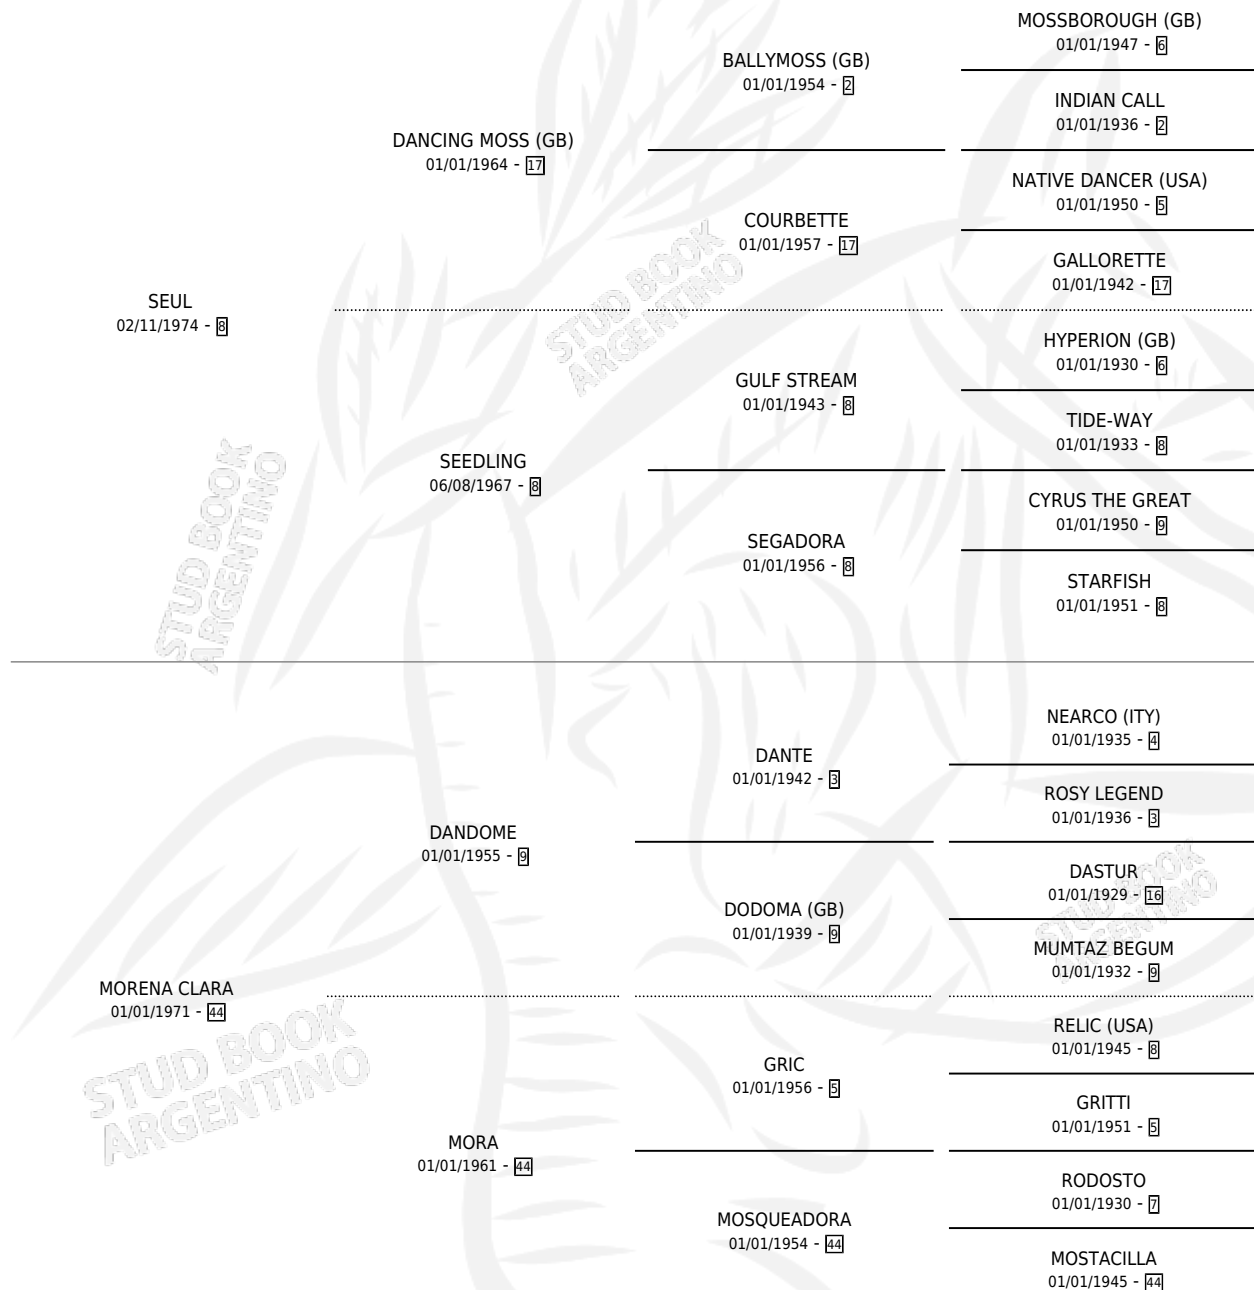 MOSSBOROUGH (GB)
01/01/1947 - 6
BALLYMOSS (GB)
01/01/1954 - 2
INDIAN CALL
01/01/1936 - 2
DANCING MOSS (GB)
01/01/1964 - 17
NATIVE DANCER (USA)
01/01/1950 - 5
COURBETTE
01/01/1957 - 17
GALLORETTE
01/01/1942 - 17
SEUL
02/11/1974 - 8
HYPERION (GB)
01/01/1930 - 6
GULF STREAM
01/01/1943 - 8
TIDE-WAY
01/01/1933 - 8
SEEDLING
06/08/1967 - 8
CYRUS THE GREAT
01/01/1950 - 9
SEGADORA
01/01/1956 - 8
STARFISH
01/01/1951 - 8
NEARCO (ITY)
01/01/1935 - 4
DANTE
01/01/1942 - 3
ROSY LEGEND
01/01/1936 - 3
DANDOME
01/01/1955 - 9
DASTUR
01/01/1929 - 16
DODOMA (GB)
01/01/1939 - 9
MUMTAZ BEGUM
01/01/1932 - 9
MORENA CLARA
01/01/1971 - 44
RELIC (USA)
01/01/1945 - 8
GRIC
01/01/1956 - 5
GRITTI
01/01/1951 - 5
MORA
01/01/1961 - 44
RODOSTO
01/01/1930 - 7
MOSQUEADORA
01/01/1954 - 44
MOSTACILLA
01/01/1945 - 44
STUD BOOK
ARGENTINO
STUD BOOK
ARGENTINO
STUD BOOK
ARGENTINO
STUD BOOK
ARGENTINO